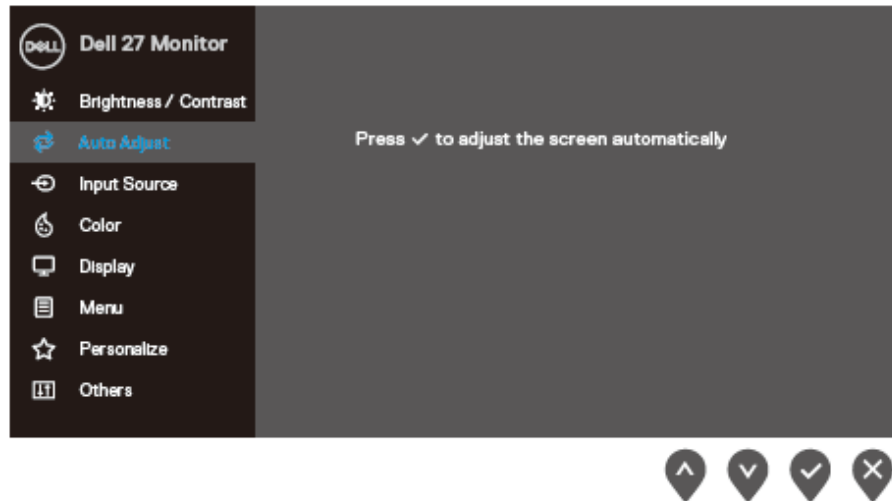 DELL
Dell 27 Monitor
Brightness / Contrast
Auto Adjust
Press ✓ to adjust the screen automatically
Input Source
Color
Display
Menu
Personalize
Others